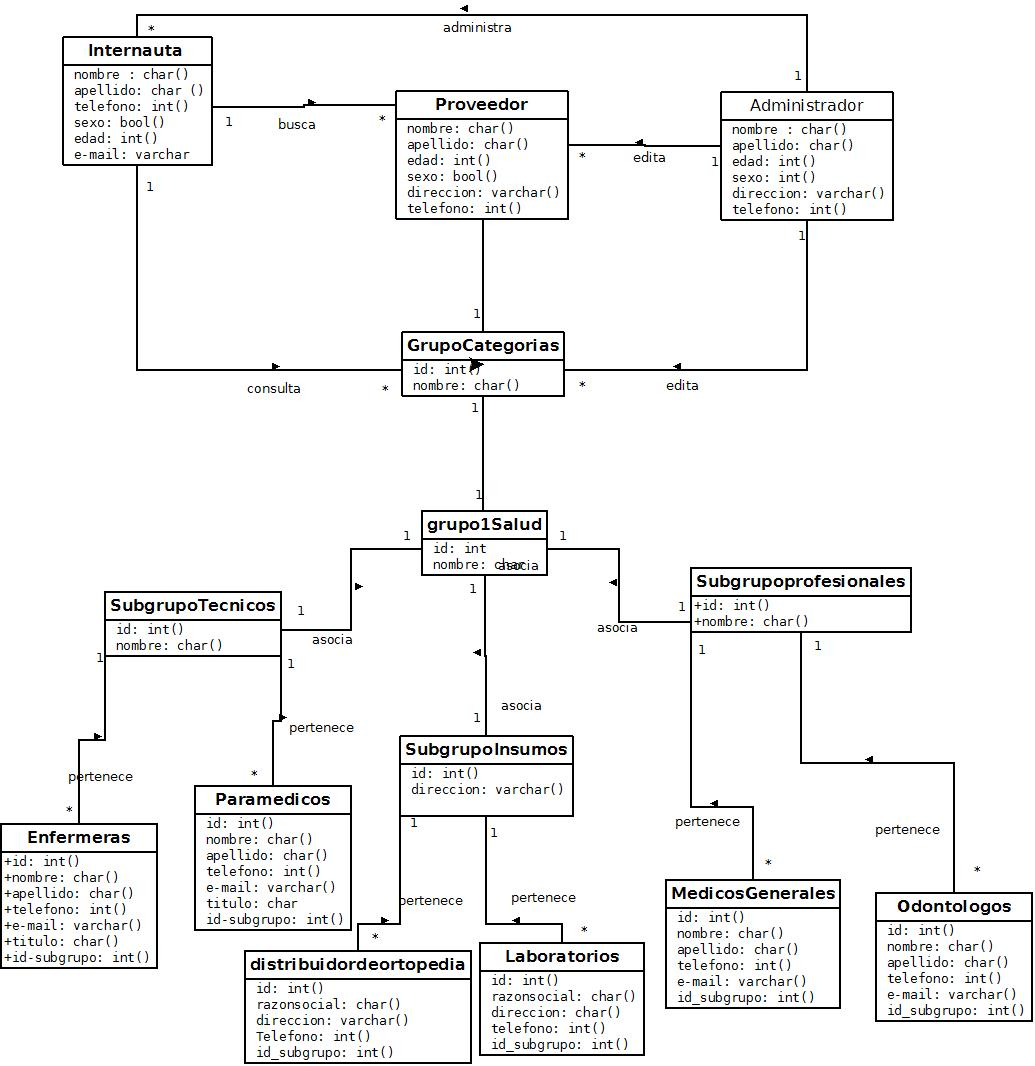 administra
*
1
Internauta
nombre : char()
apellido: char ()
telefono: int()
sexo: bool()
edad: int()
e-mail: varchar
1
busca
*
Proveedor
nombre: char()
apellido: char()
edad: int()
sexo: bool()
direccion: varchar()
telefono: int()
*
edita
1
Administrador
nombre : char()
apellido: char()
edad: int()
sexo: int()
direccion: varchar()
telefono: int()
1
1
1
GrupoCategorias
id: int()
nombre: char()
consulta
*
*
edita
1
1
grupo1Salud
id: int
nombre: char
asocia
1
1
1
SubgrupoTecnicos
id: int()
nombre: char()
1
asocia
asocia
1
Subgrupoprofesionales
+id: int()
+nombre: char()
1
1
1
1
pertenece
pertenece
*
*
asocia
1
SubgrupoInsumos
id: int()
direccion: varchar()
1
1
Enfermeras
+id: int()
+nombre: char()
+apellido: char()
+telefono: int()
+e-mail: varchar()
+titulo: char()
+id-subgrupo: int()
Paramedicos
id: int()
nombre: char()
apellido: char()
telefono: int()
e-mail: varchar()
titulo: char
id-subgrupo: int()
pertenece
pertenece
*
*
pertenece
pertenece
*
*
distribuidordeortopedia
id: int()
razonsocial: char()
direccion: varchar()
Telefono: int()
id_subgrupo: int()
Laboratorios
id: int()
razonsocial: char()
direccion: char()
telefono: int()
id_subgrupo: int()
MedicosGenerales
id: int()
nombre: char()
apellido: char()
telefono: int()
e-mail: varchar()
id_subgrupo: int()
Odontologos
id: int()
nombre: char()
apellido: char()
telefono: int()
e-mail: varchar()
id_subgrupo: int()